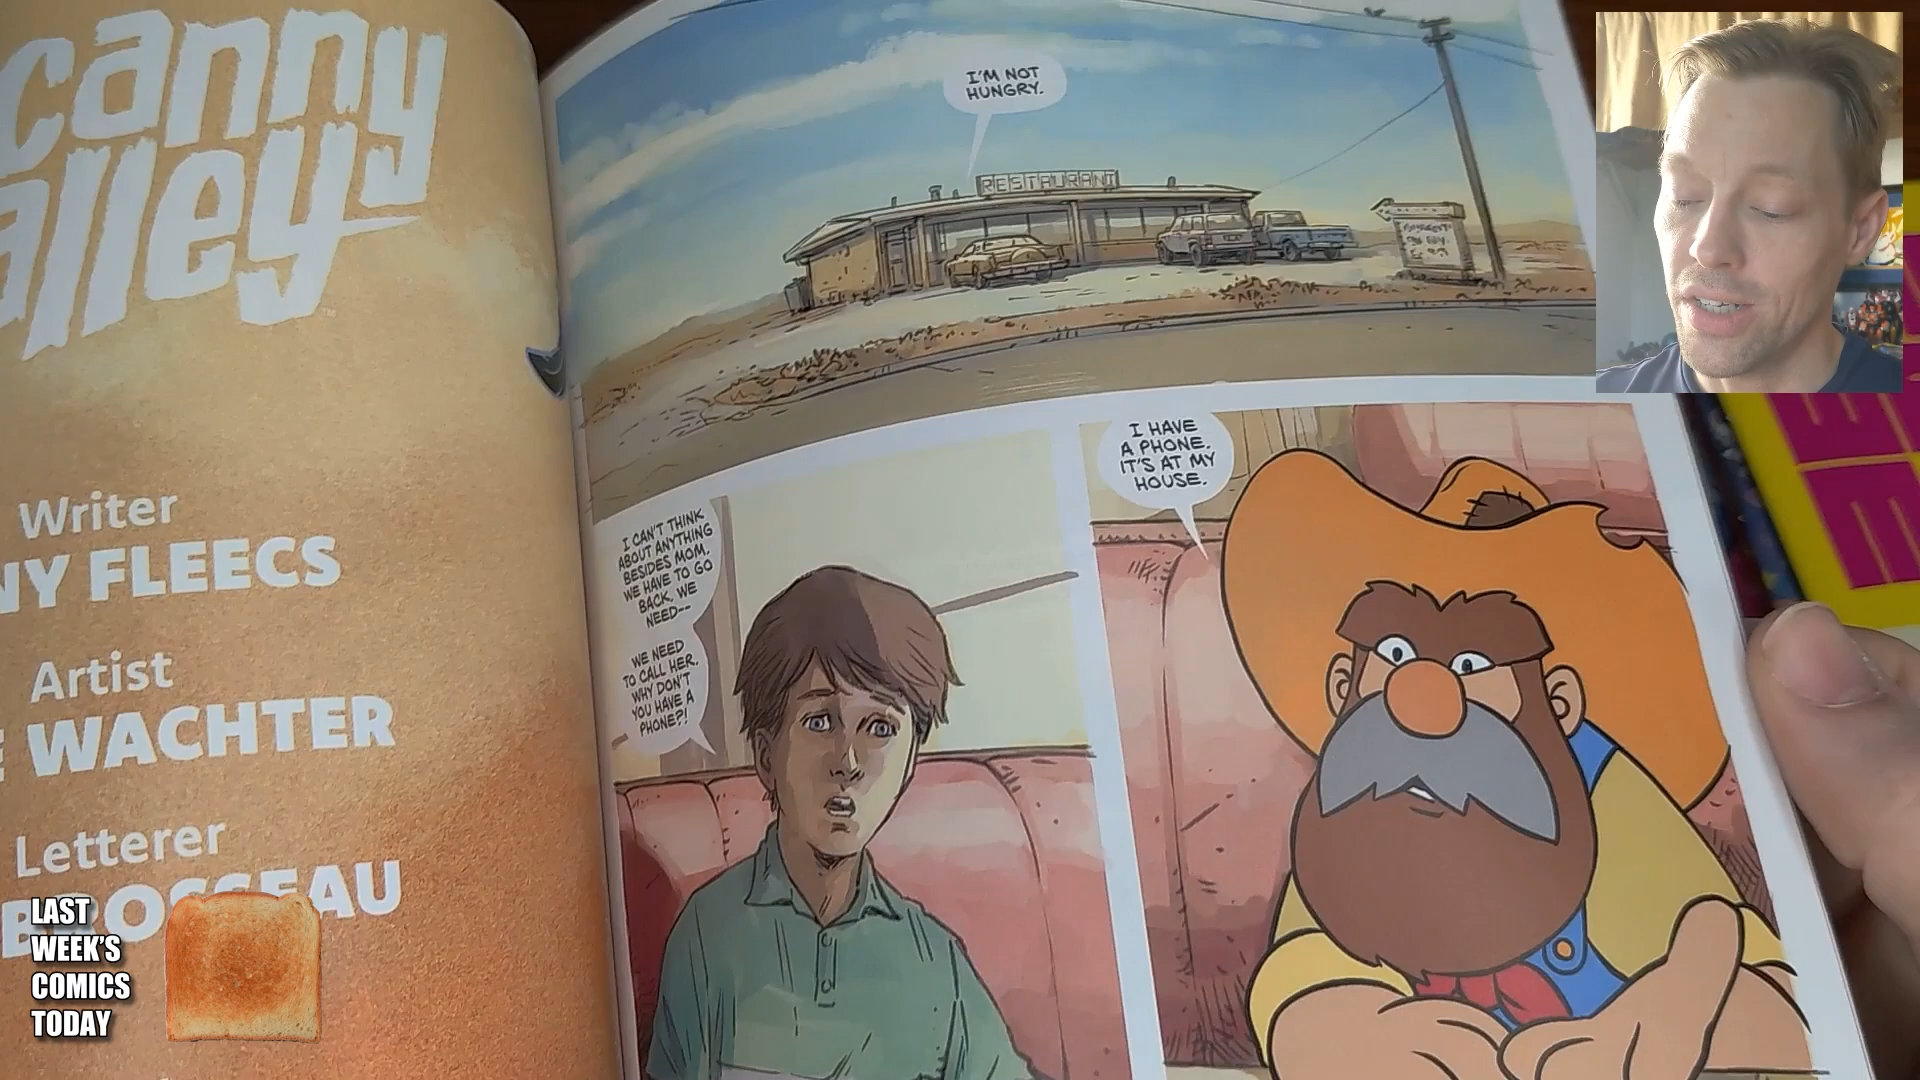 canny
alley
Writer
NY FLEECS
Artist
E WACHTER
Letterer
BROSSEAU
I'M NOT
HUNGRY.
RESTAURANT
I CAN'T THINK
ABOUT ANYTHING
BESIDES MOM.
WE HAVE TO GO
BACK, WE
NEED--
WE NEED
TO CALL HER.
WHY DON'T
YOU HAVE A
PHONE?!
I HAVE
A PHONE.
IT'S AT MY
HOUSE.
LAST
WEEK'S
COMICS
TODAY